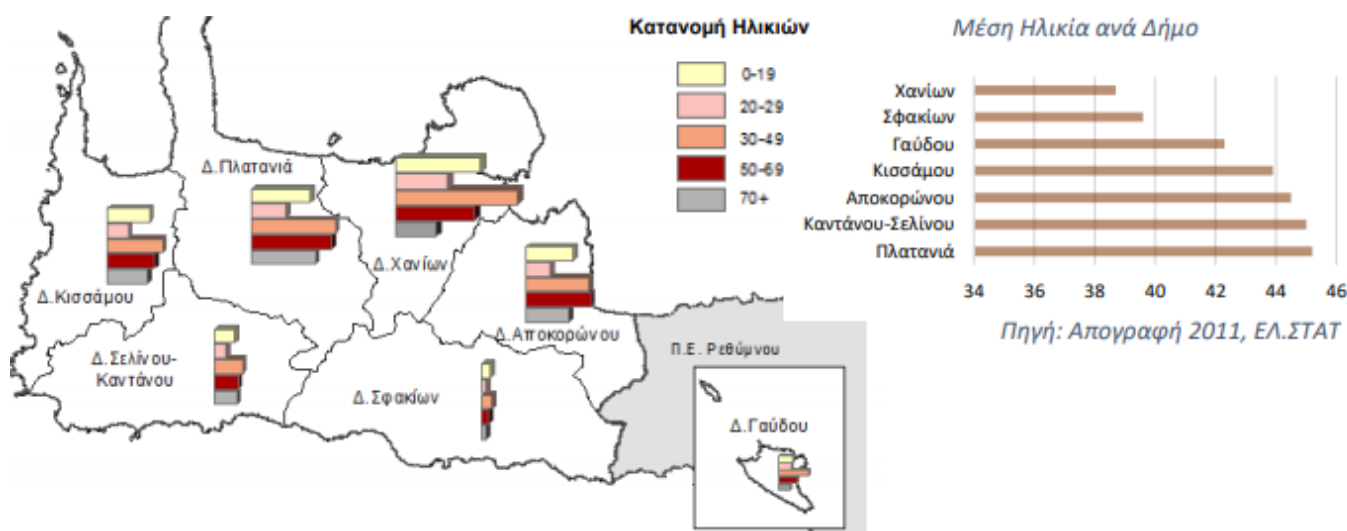 Κατανομή Ηλικιών
0-19
20-29
30-49
50-69
70+
Μέση Ηλικία ανά Δήμο
Χανίων
Σφακίων
Γαύδου
Κισσάμου
Αποκορώνου
Καντάνου-Σελίνου
Πλατανιά
34 36 38 40 42 44 46
Πηγή: Απογραφή 2011, ΕΛ.ΣΤΑΤ
Δ.Πλατανιά
Δ.Χανίων
Δ.Κισσάμου
Δ.Αποκορώνου
Π.Ε. Ρεθύμνου
Δ.Σελίνου-
Καντάνου
Δ.Σφακίων
Δ.Γαύδου